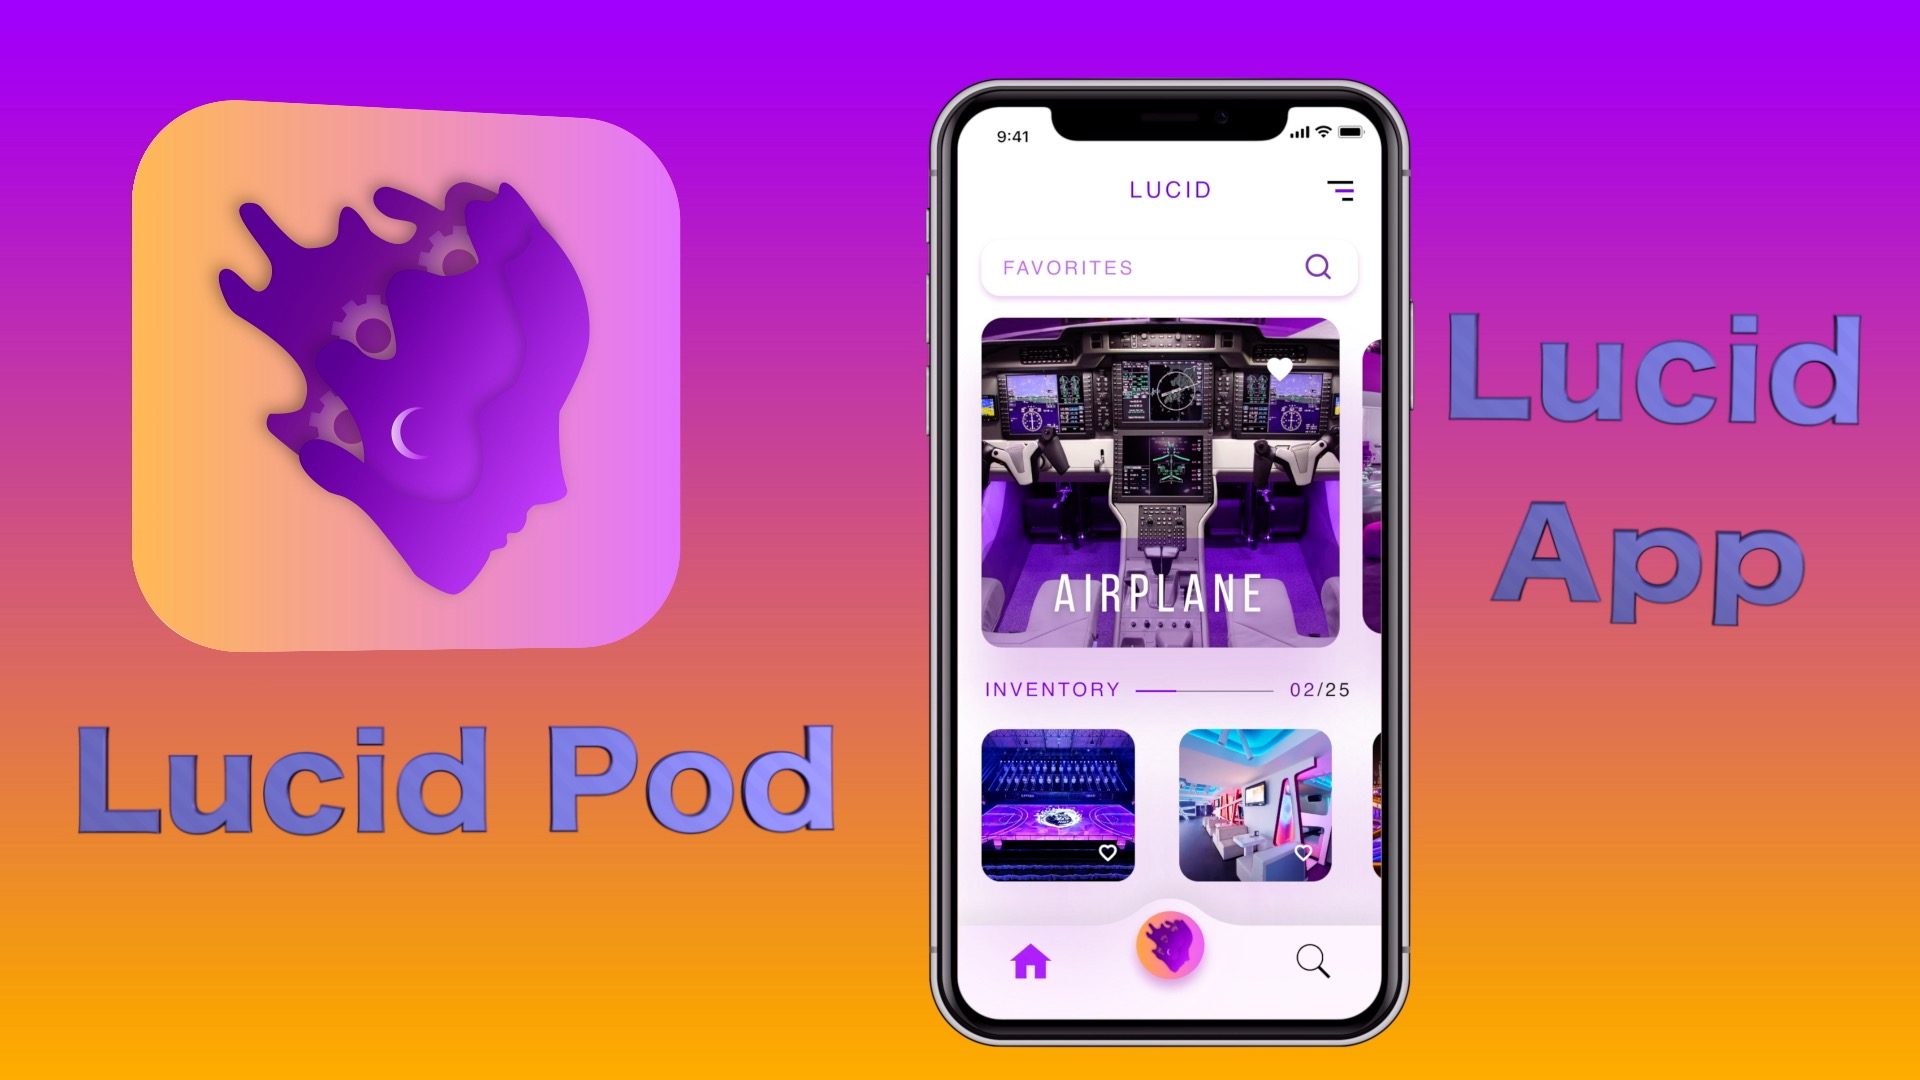 Lucid Pod
9:41
LUCID
FAVORITES
AIRPLANE
INVENTORY 02/25
Lucid
App